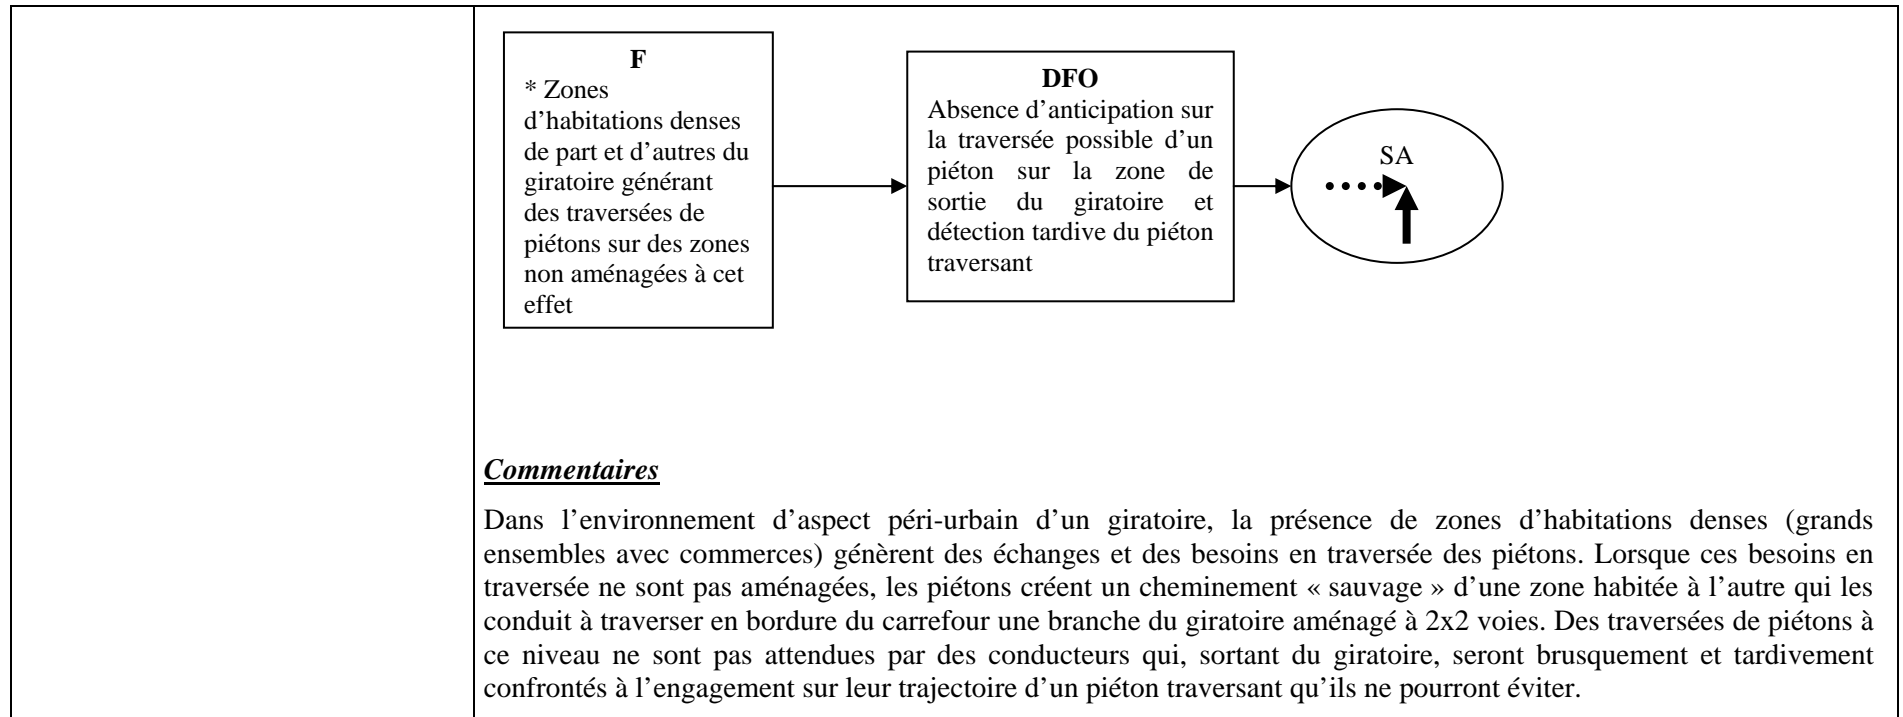 F
* Zones
d’habitations denses
de part et d’autres du
giratoire générant
des traversées de
piétons sur des zones
non aménagées à cet
effet
DFO
Absence d’anticipation sur
la traversée possible d’un
piéton sur la zone de
sortie du giratoire et
détection tardive du piéton
traversant
SA
Commentaires
Dans l’environnement d’aspect péri-urbain d’un giratoire, la présence de zones d’habitations denses (grands
ensembles avec commerces) génèrent des échanges et des besoins en traversée des piétons. Lorsque ces besoins en
traversée ne sont pas aménagées, les piétons créent un cheminement « sauvage » d’une zone habitée à l’autre qui les
conduit à traverser en bordure du carrefour une branche du giratoire aménagé à 2x2 voies. Des traversées de piétons à
ce niveau ne sont pas attendues par des conducteurs qui, sortant du giratoire, seront brusquement et tardivement
confrontés à l’engagement sur leur trajectoire d’un piéton traversant qu’ils ne pourront éviter.